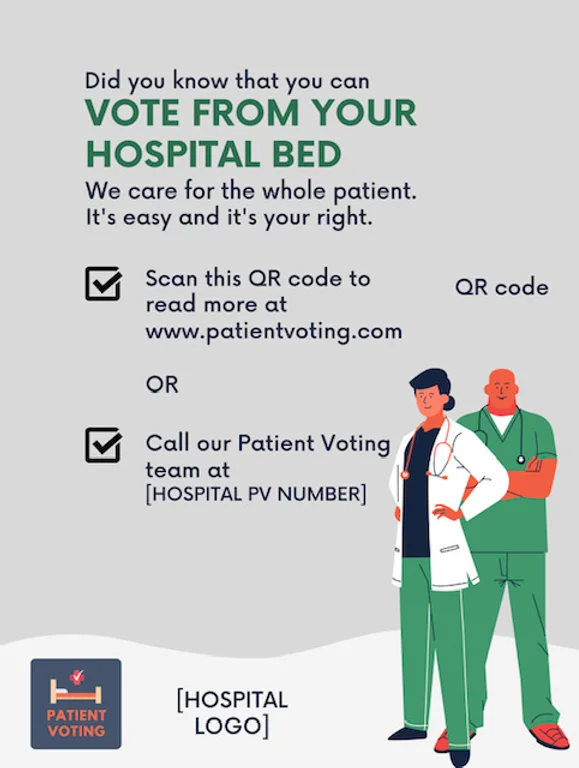 Did you know that you can
VOTE FROM YOUR
HOSPITAL BED
We care for the whole patient.
It's easy and it's your right.
Scan this QR code to
read more at
www.patientvoting.com
QR code
OR
Call our Patient Voting
team at
[HOSPITAL PV NUMBER]
PATIENT
VOTING
[HOSPITAL
LOGO]